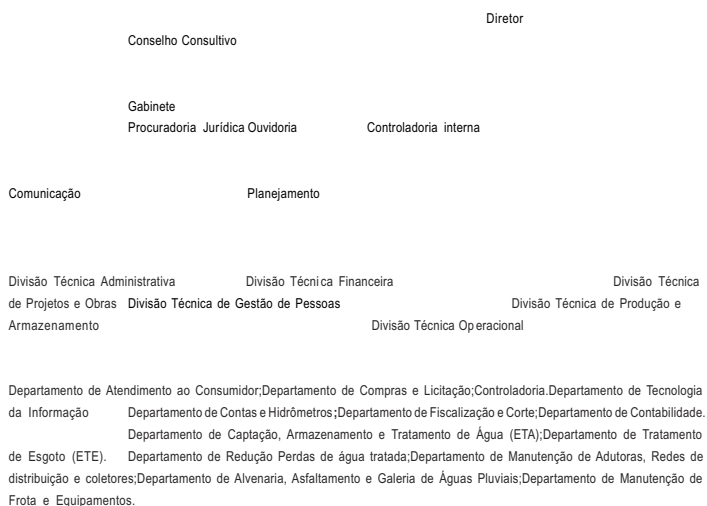 Diretor
Conselho Consultivo
Gabinete
Procuradoria Jurídica Ouvidoria Controladoria interna
Comunicação Planejamento
Divisão Técnica Administrativa Divisão Técnica Financeira Divisão Técnica
de Projetos e Obras Divisão Técnica de Gestão de Pessoas Divisão Técnica de Produção e
Armazenamento Divisão Técnica Operacional
Departamento de Atendimento ao Consumidor;Departamento de Compras e Licitação;Controladoria.Departamento de Tecnologia
da Informação Departamento de Contas e Hidrômetros;Departamento de Fiscalização e Corte;Departamento de Contabilidade.
Departamento de Captação, Armazenamento e Tratamento de Água (ETA);Departamento de Tratamento
de Esgoto (ETE). Departamento de Redução Perdas de água tratada;Departamento de Manutenção de Adutoras, Redes de
distribuição e coletores;Departamento de Alvenaria, Asfaltamento e Galeria de Águas Pluviais;Departamento de Manutenção de
Frota e Equipamentos.